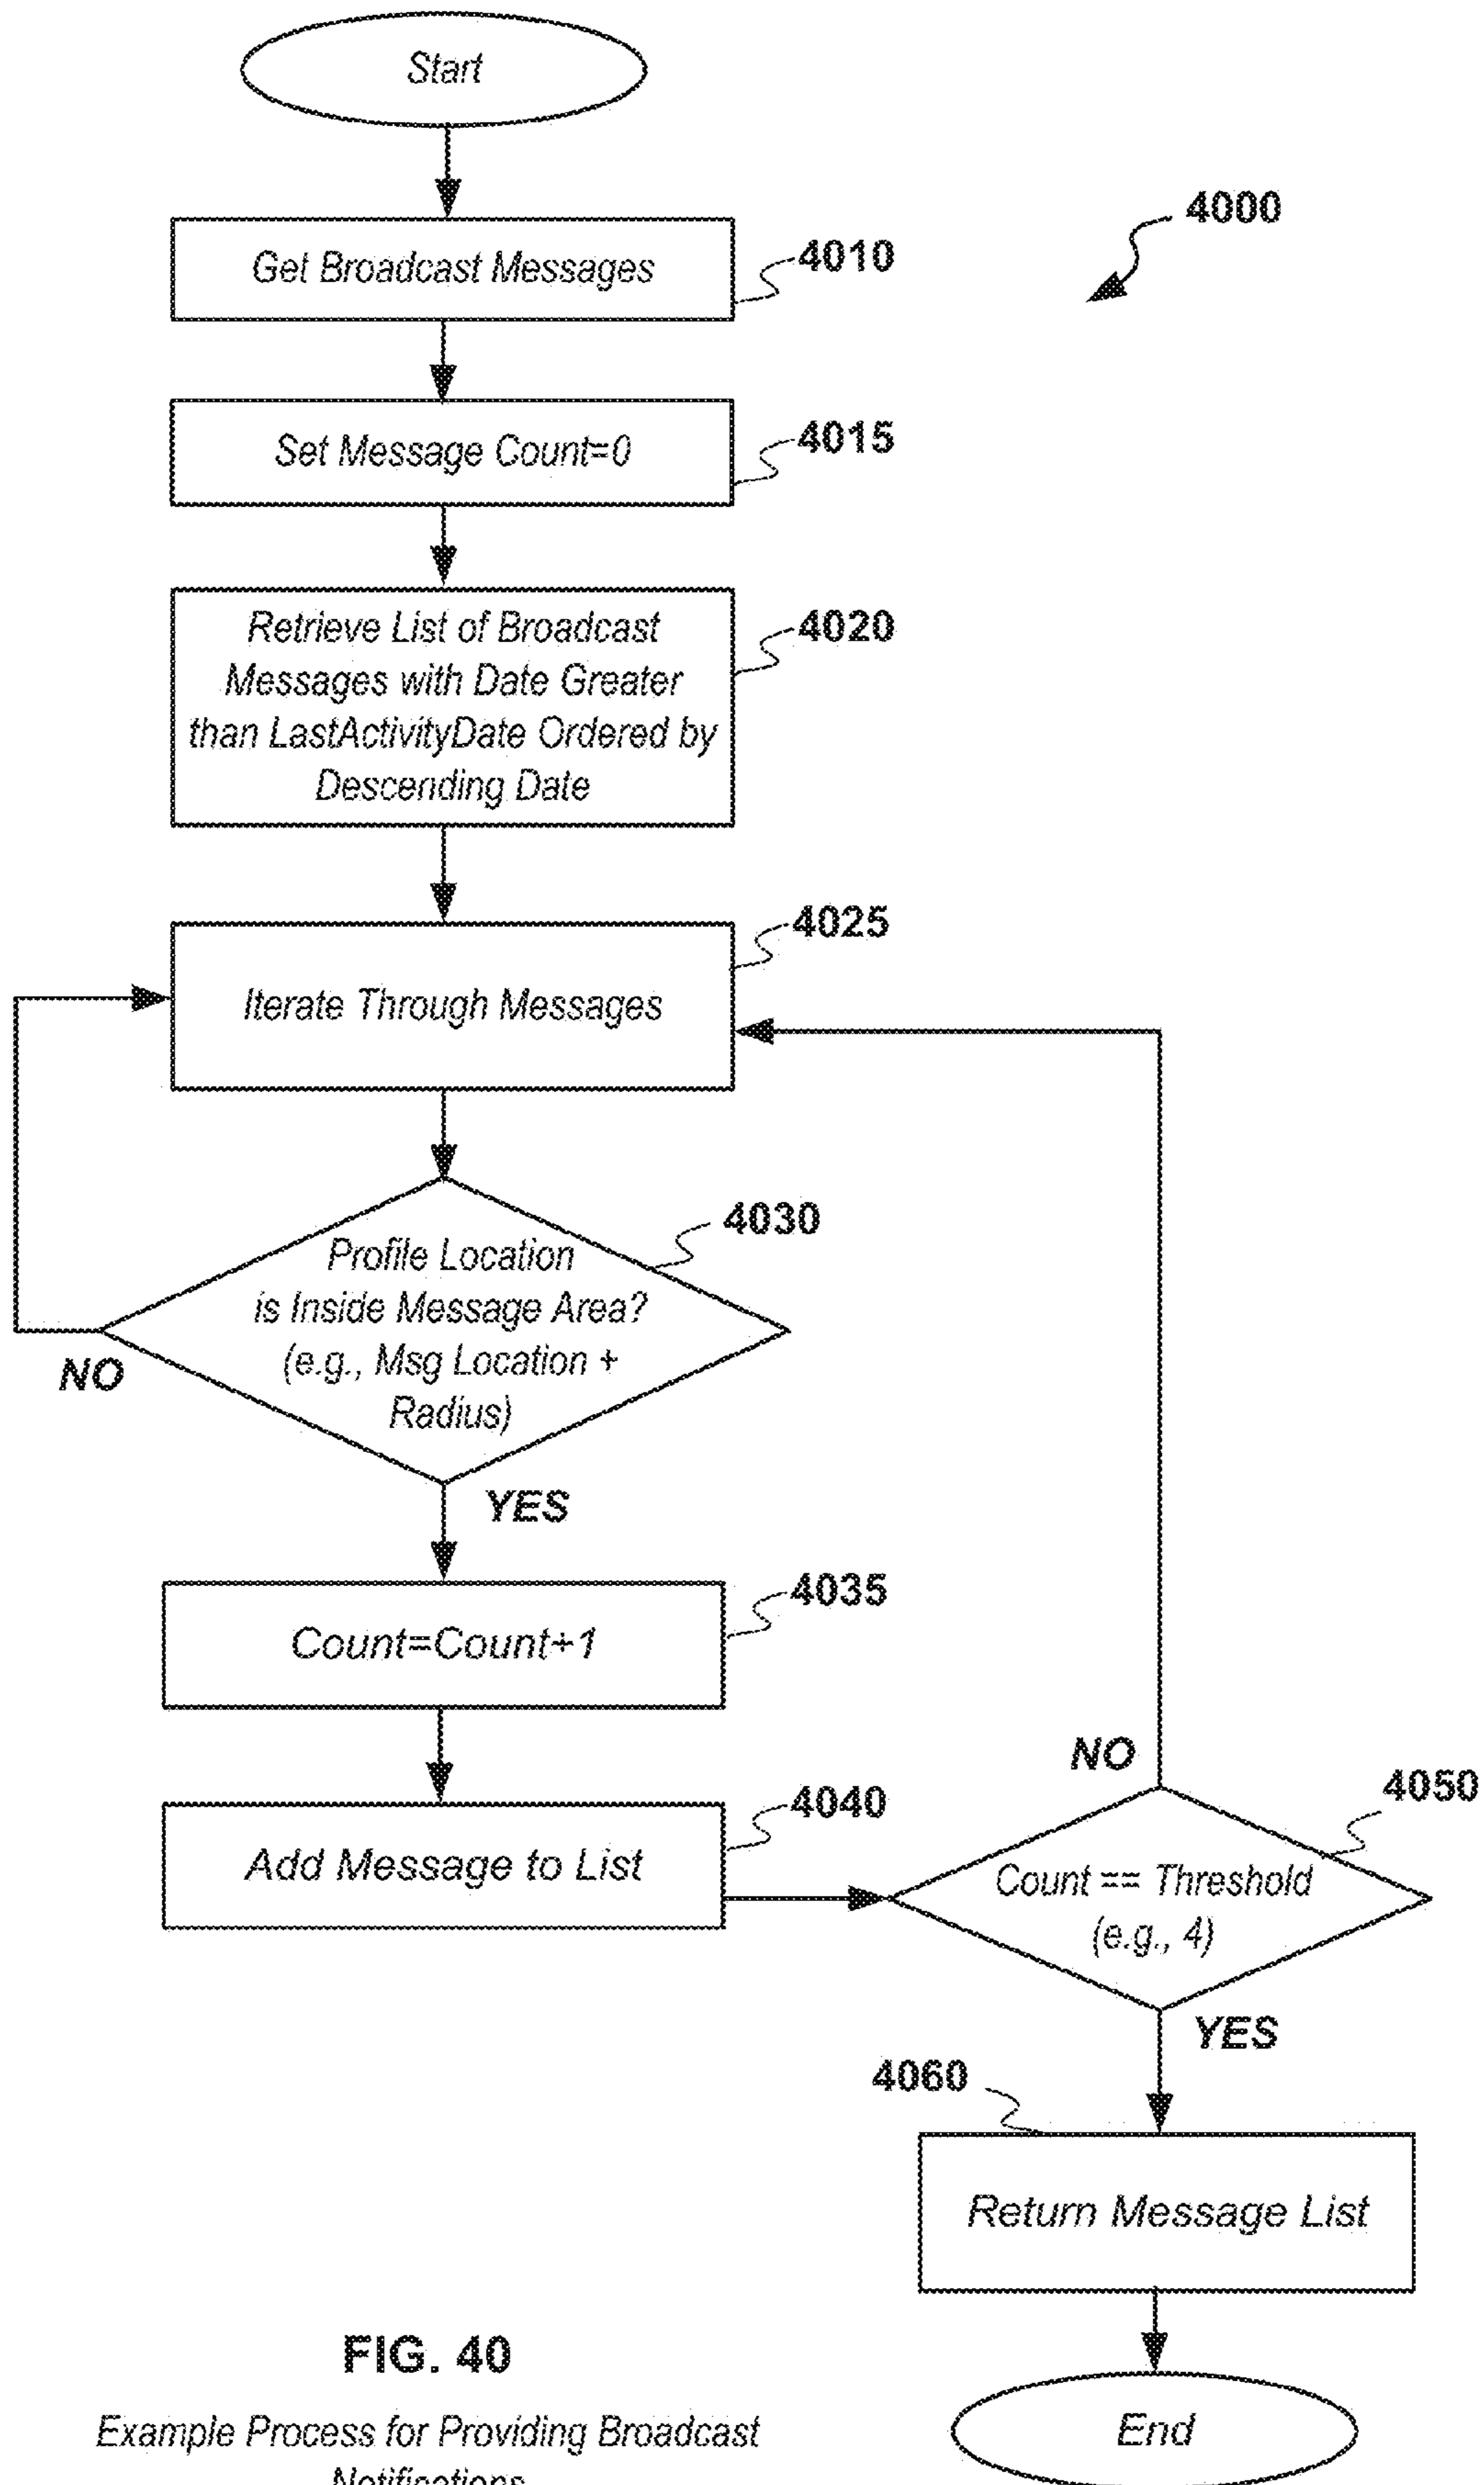 Start
4000
Get Broadcast Messages
4010
Set Message Count=0
4015
Retrieve List of Broadcast
Messages with Date Greater
than LastActivityDate Ordered by
Descending Date
4020
4025
Iterate Through Messages
4030
Profile Location
is Inside Message Area?
(e.g., Msg Location +
Radius)
NO
YES
4035
Count=Count+1
4040
Add Message to List
NO
4050
Count == Threshold
(e.g., 4)
YES
4060
Return Message List
End
FIG. 40
Example Process for Providing Broadcast
Notifications